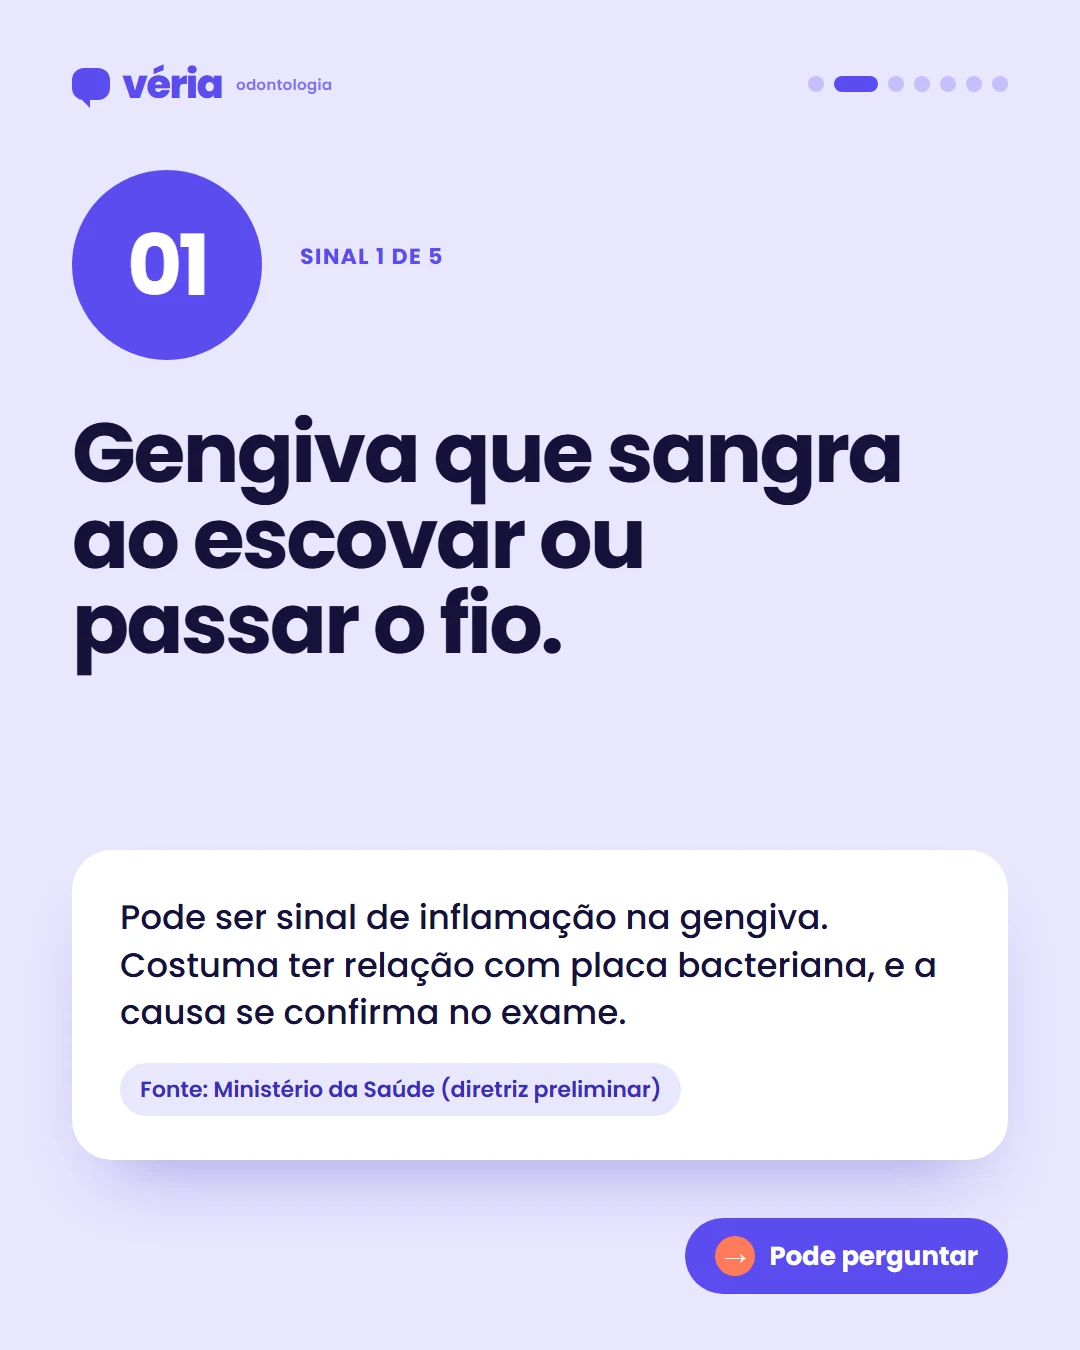 véria odontologia
01
SINAL 1 DE 5
Gengiva que sangra
ao escovar ou
passar o fio.
Pode ser sinal de inflamação na gengiva.
Costuma ter relação com placa bacteriana, e a
causa se confirma no exame.
Fonte: Ministério da Saúde (diretriz preliminar)
→ Pode perguntar